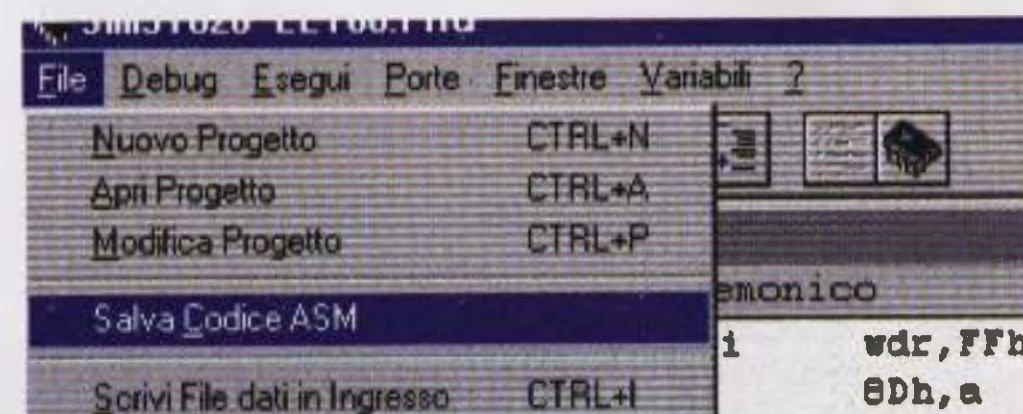 File Debug Esegui Porte Finestre Variabili ?
Nuovo Progetto CTRL+N
Apri Progetto CTRL+A
Modifica Progetto CTRL+P
emonico
Salva Codice ASM
i wdr,FFh
8Dh,a
Scrivi File dati in Ingresso CTRL+I